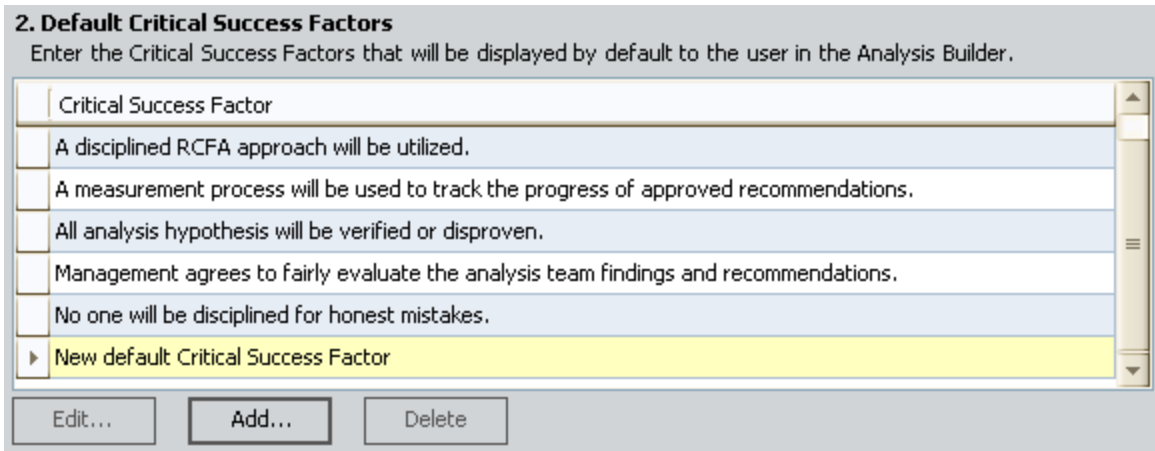 2. Default Critical Success Factors
Enter the Critical Success Factors that will be displayed by default to the user in the Analysis Builder.
Critical Success Factor
A disciplined RCFA approach will be utilized.
A measurement process will be used to track the progress of approved recommendations.
All analysis hypothesis will be verified or disproven.
Management agrees to fairly evaluate the analysis team findings and recommendations.
No one will be disciplined for honest mistakes.
New default Critical Success Factor
Edit... Add... Delete